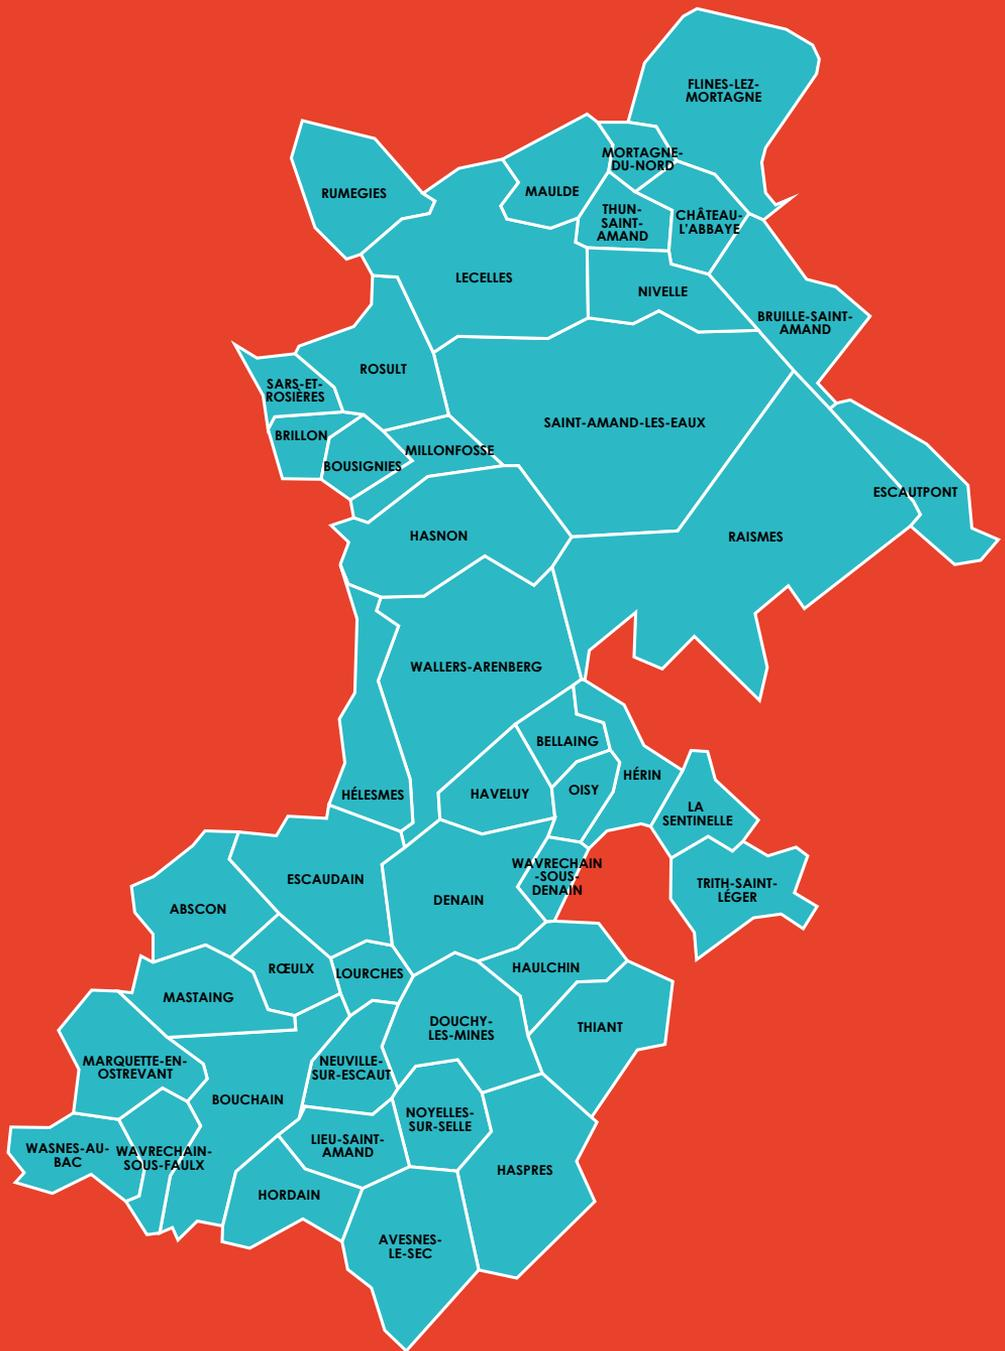 FLINES-LEZ-
MORTAGNE
MORTAGNE-
DU-NORD
RUMEGIES
MAULDE
THUN-
SAINT-
AMAND
CHÂTEAU-
L'ABBAYE
LECELLES
NIVELLE
BRUILLE-SAINT-
AMAND
ROSULT
SARS-ET-
ROSIÈRES
SAINT-AMAND-LES-EAUX
BRILLON
MILLONFOSSE
BOUSIGNIES
ESCAUTPONT
HASNON
RAISMES
WALLERS-ARENBERG
BELLAING
HÉRIN
OISY
HÉLESMES
HAVELUY
LA
SENTINELLE
WAVRECHAIN
-SOUS-
DENAIN
ESCAUDAIN
TRITH-SAINT-
LÉGER
DENAIN
ABSCON
RŒULX
LOURCHES
HAULCHIN
MASTAING
DOUCHY-
LES-MINES
THIANT
MARQUETTE-EN-
OSTREVANT
NEUVILLE-
SUR-ESCAUT
BOUCHAIN
NOYELLES-
SUR-SELLE
LIEU-SAINT-
AMAND
WASNES-AU-
BAC
WAVRECHAIN-
SOUS-FAULX
HASPRES
HORDAIN
AVESNES-
LE-SEC